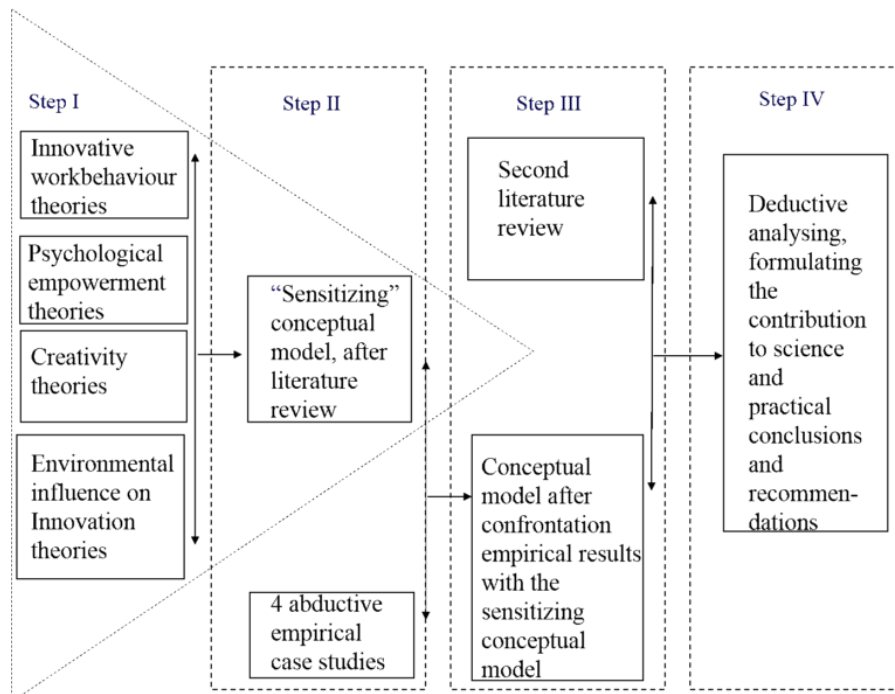 Step I
Innovative
workbehaviour
theories
Psychological
empowerment
theories
Creativity
theories
Environmental
influence on
Innovation
theories
Step II
“Sensitizing”
conceptual
model, after
literature
review
4 abductive
empirical
case studies
Step III
Second
literature
review
Conceptual
model after
confrontation
empirical results
with the
sensitizing
conceptual
model
Step IV
Deductive
analysing,
formulating
the
contribution
to science
and
practical
conclusions
and
recommen-
dations